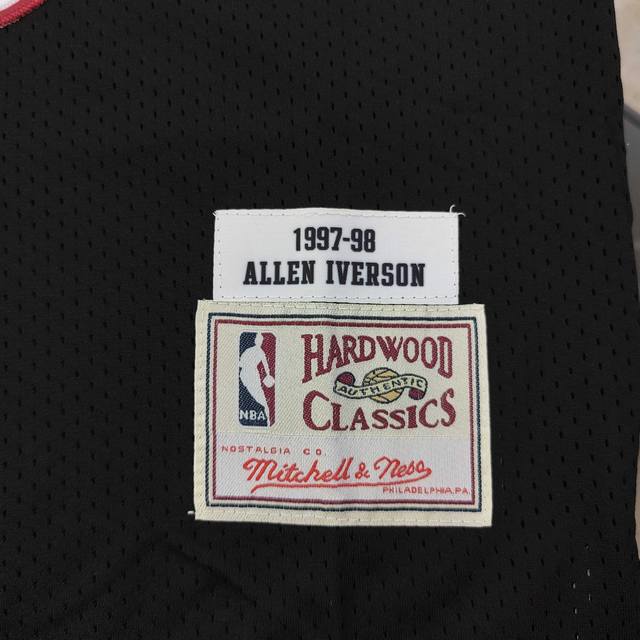 1997-98
ALLEN IVERSON
NBA
HARDWOOD
AUTHENTIC
CLASSICS
NOSTALGIA CO.
Mitchell & Ness
PHILADELPHIA, PA.